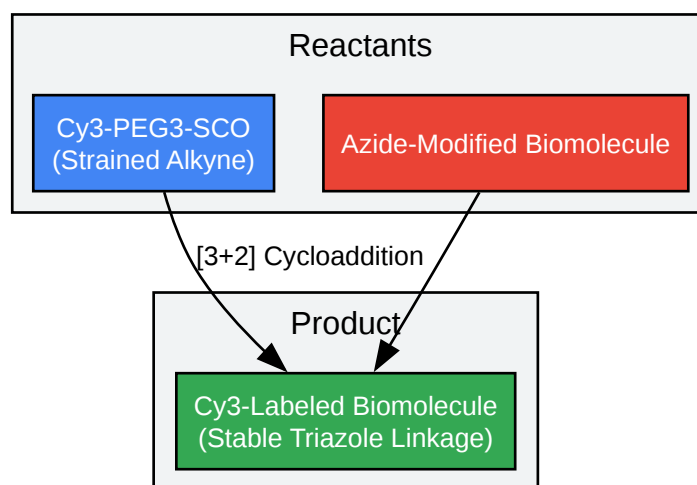 Reactants
Cy3-PEG3-SCO
(Strained Alkyne)
Azide-Modified Biomolecule
[3+2] Cycloaddition
Product
Cy3-Labeled Biomolecule
(Stable Triazole Linkage)